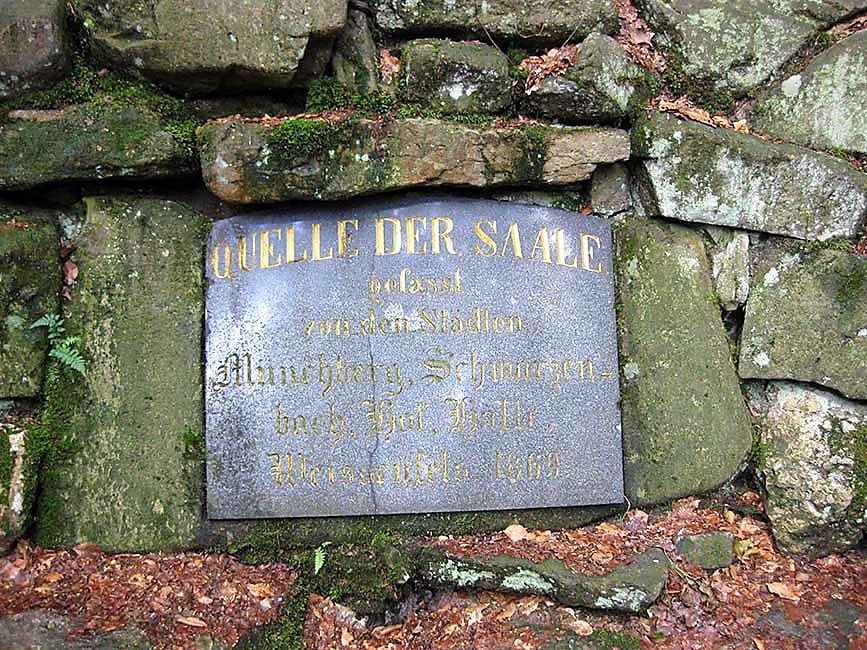 QUELLE DER SAALE
gefasst
von den Städten
Münchberg, Schwarzen-
bach, Hof, Halle,
Weissenfels. 1869.